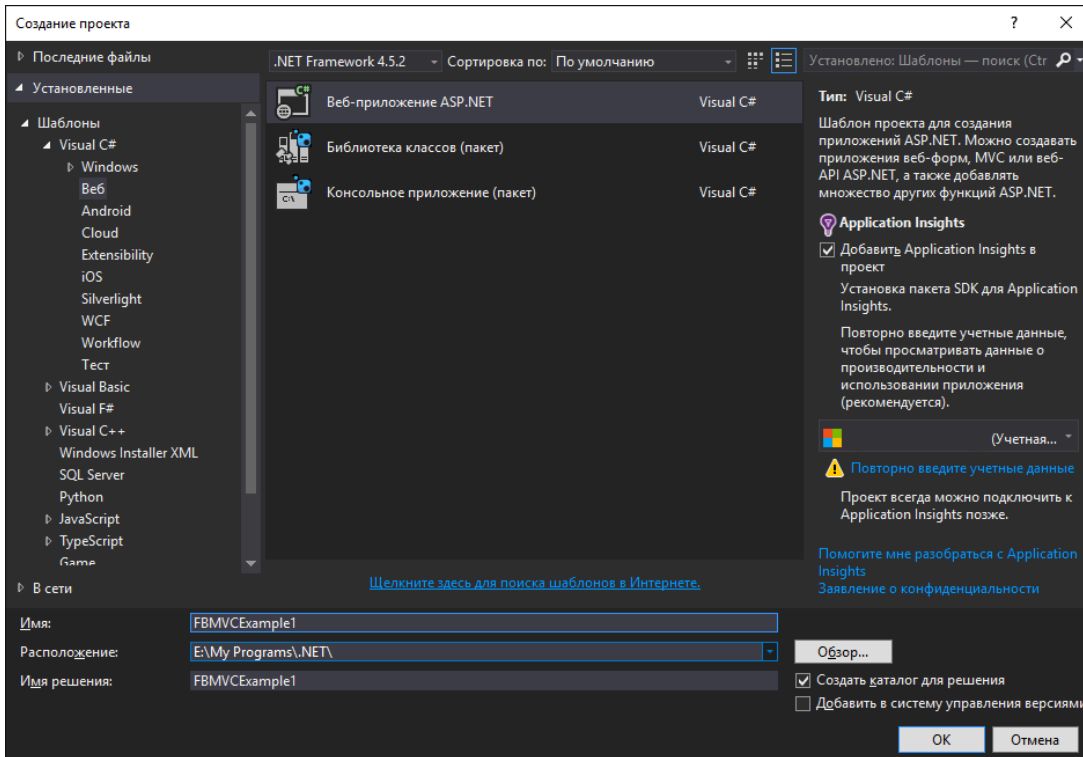 Создание проекта
? ✕
Последние файлы
.NET Framework 4.5.2 Сортировка по: По умолчанию
Установлено: Шаблоны — поиск (Ctr
Установленные
Шаблоны
Visual C#
Windows
Веб
Android
Cloud
Extensibility
iOS
Silverlight
WCF
Workflow
Тест
Visual Basic
Visual F#
Visual C++
Windows Installer XML
SQL Server
Python
JavaScript
TypeScript
Game
В сети
Веб-приложение ASP.NET Visual C#
Библиотека классов (пакет) Visual C#
Консольное приложение (пакет) Visual C#
Щелкните здесь для поиска шаблонов в Интернете.
Тип: Visual C#
Шаблон проекта для создания
приложений ASP.NET. Можно создавать
приложения веб-форм, MVC или веб-
API ASP.NET, а также добавлять
множество других функций ASP.NET.
Application Insights
Добавить Application Insights в
проект
Установка пакета SDK для Application
Insights.
Повторно введите учетные данные,
чтобы просматривать данные о
производительности и
использовании приложения
(рекомендуется).
(Учетная...
Повторно введите учетные данные
Проект всегда можно подключить к
Application Insights позже.
Помогите мне разобраться с Application
Insights
Заявление о конфиденциальности
Имя: FBMVCExample1
Расположение: E:\My Programs\.NET\
Обзор...
Имя решения: FBMVCExample1
Создать каталог для решения
Добавить в систему управления версиями
OK Отмена